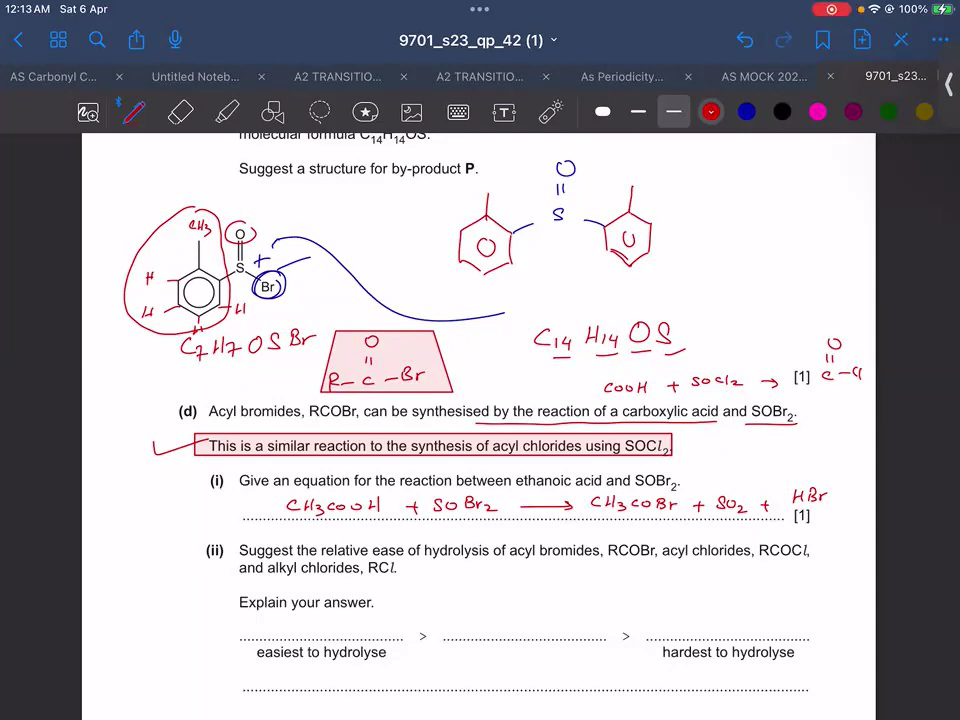 12:13AM Sat 6 Apr
100%
9701_s23_qp_42 (1)
AS Carbonyl C...
Untitled Noteb...
A2 TRANSITIO...
A2 TRANSITIO...
As Periodicity...
AS MOCK 202...
9701_s23...
molecular formula C₁₄H₁₄OS.
Suggest a structure for by-product P.
O
S
CH3
O
S
Br
H
H
H
H
C7H7OSBr
O
R-C-Br
C14 H14 O S
COOH + SOCl2 →
[1]
O
C-Cl
(d) Acyl bromides, RCOBr, can be synthesised by the reaction of a carboxylic acid and SOBr₂.
This is a similar reaction to the synthesis of acyl chlorides using SOCl₂.
(i) Give an equation for the reaction between ethanoic acid and SOBr₂.
CH3COOH + SOBr2 → CH3COBr + SO2 + HBr
[1]
(ii) Suggest the relative ease of hydrolysis of acyl bromides, RCOBr, acyl chlorides, RCOCl,
and alkyl chlorides, RCl.
Explain your answer.
> >
easiest to hydrolyse hardest to hydrolyse